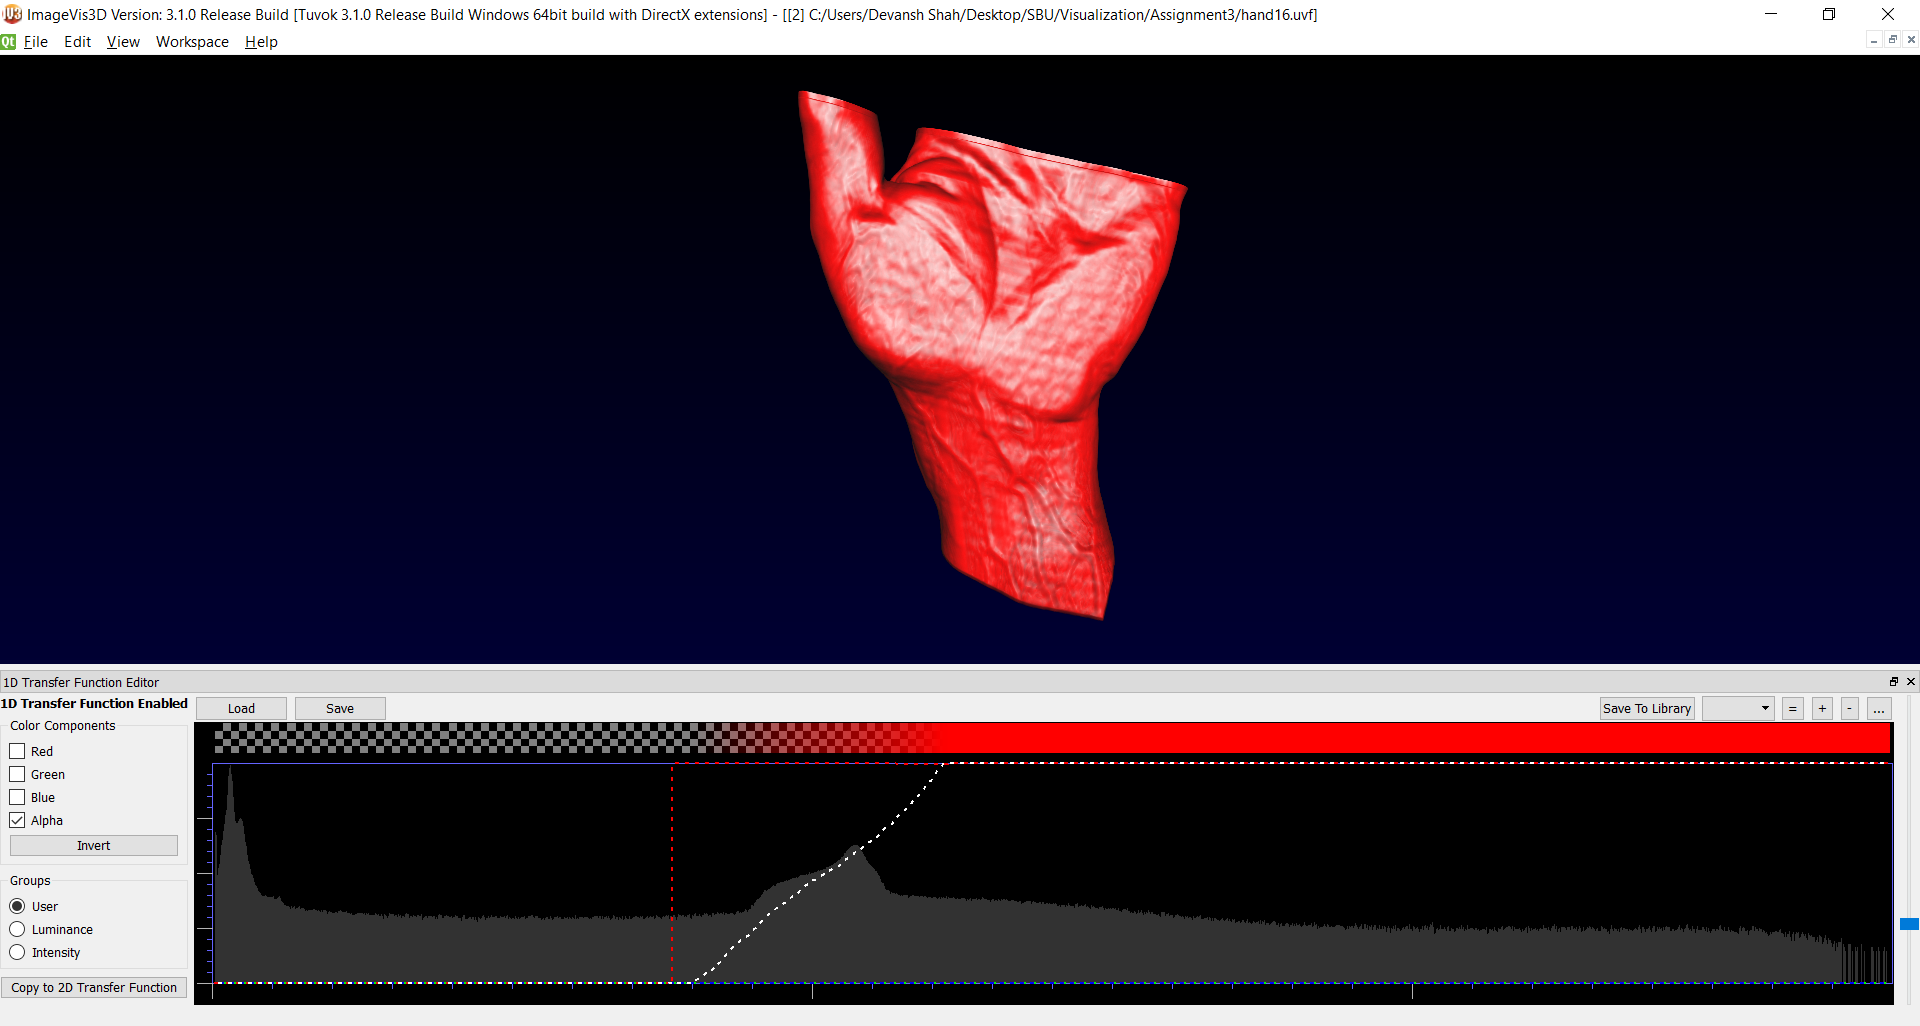 ImageVis3D Version: 3.1.0 Release Build [Tuvok 3.1.0 Release Build Windows 64bit build with DirectX extensions] - [[2] C:/Users/Devansh Shah/Desktop/SBU/Visualization/Assignment3/hand16.uvf]
Qt File Edit View Workspace Help
1D Transfer Function Editor
1D Transfer Function Enabled
Load Save Save To Library = + - ...
Color Components
Red
Green
Blue
Alpha
Invert
Groups
User
Luminance
Intensity
Copy to 2D Transfer Function